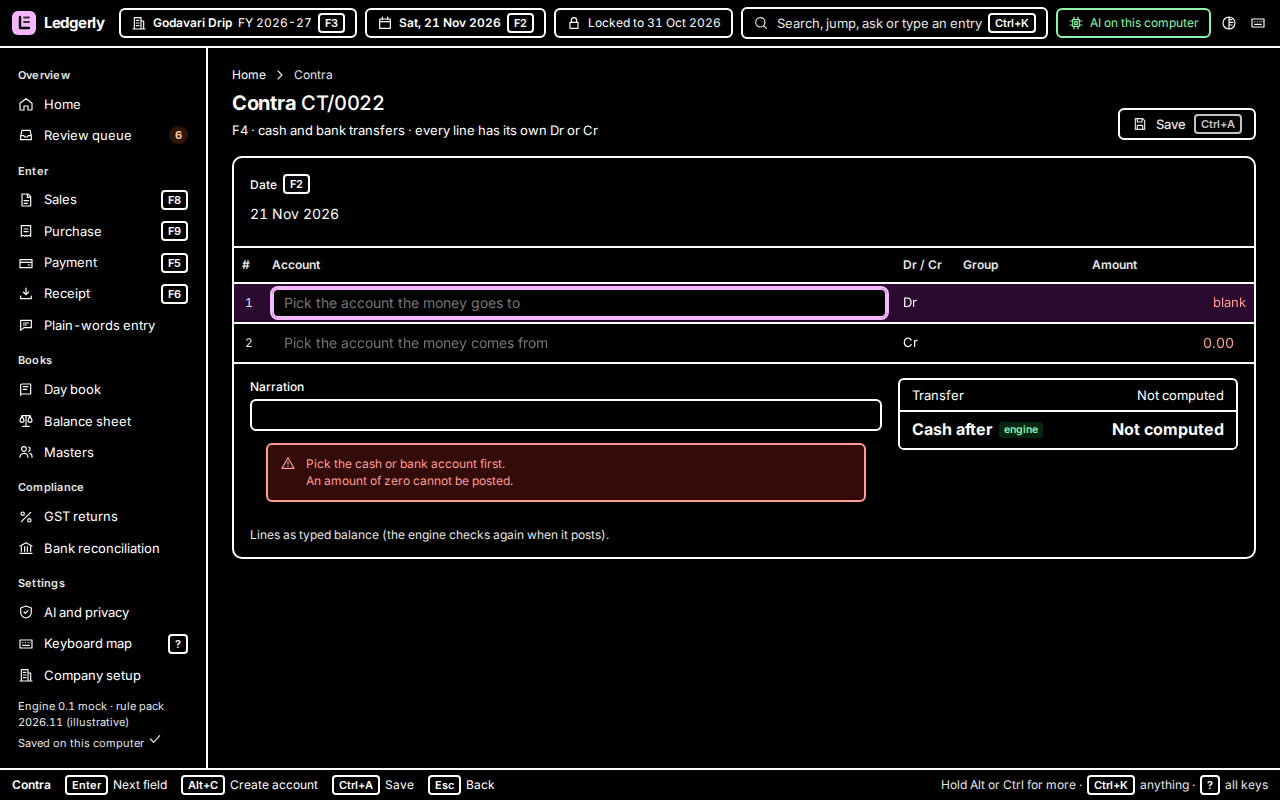 Ledgerly
Godavari Drip FY 2026-27 F3
Sat, 21 Nov 2026 F2
Locked to 31 Oct 2026
Search, jump, ask or type an entry Ctrl+K
AI on this computer
Overview
Home
Review queue 6
Enter
Sales F8
Purchase F9
Payment F5
Receipt F6
Plain-words entry
Books
Day book
Balance sheet
Masters
Compliance
GST returns
Bank reconciliation
Settings
AI and privacy
Keyboard map ?
Company setup
Engine 0.1 mock · rule pack
2026.11 (illustrative)
Saved on this computer
Home > Contra
Contra CT/0022
F4 · cash and bank transfers · every line has its own Dr or Cr
Save Ctrl+A
Date F2
21 Nov 2026
# Account Dr / Cr Group Amount
1 Pick the account the money goes to Dr blank
2 Pick the account the money comes from Cr 0.00
Narration
Pick the cash or bank account first.
An amount of zero cannot be posted.
Lines as typed balance (the engine checks again when it posts).
Transfer Not computed
Cash after engine Not computed
Contra Enter Next field Alt+C Create account Ctrl+A Save Esc Back
Hold Alt or Ctrl for more · Ctrl+K anything · ? all keys